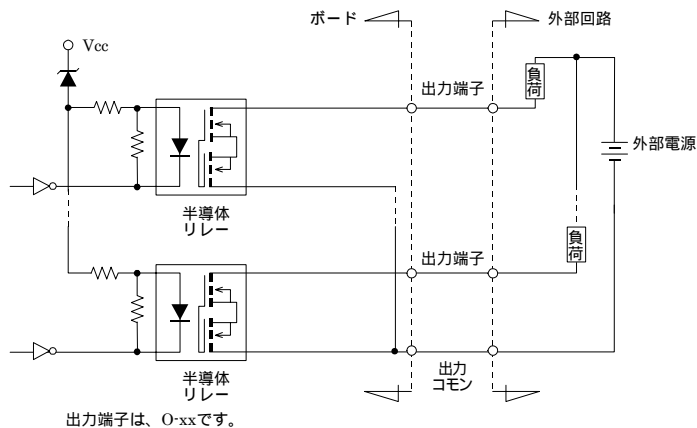 ボード
外部回路
Vcc
出力端子
負荷
外部電源
半導体
リレー
負荷
出力端子
半導体
リレー
出力
コモン
出力端子は、O-xxです。